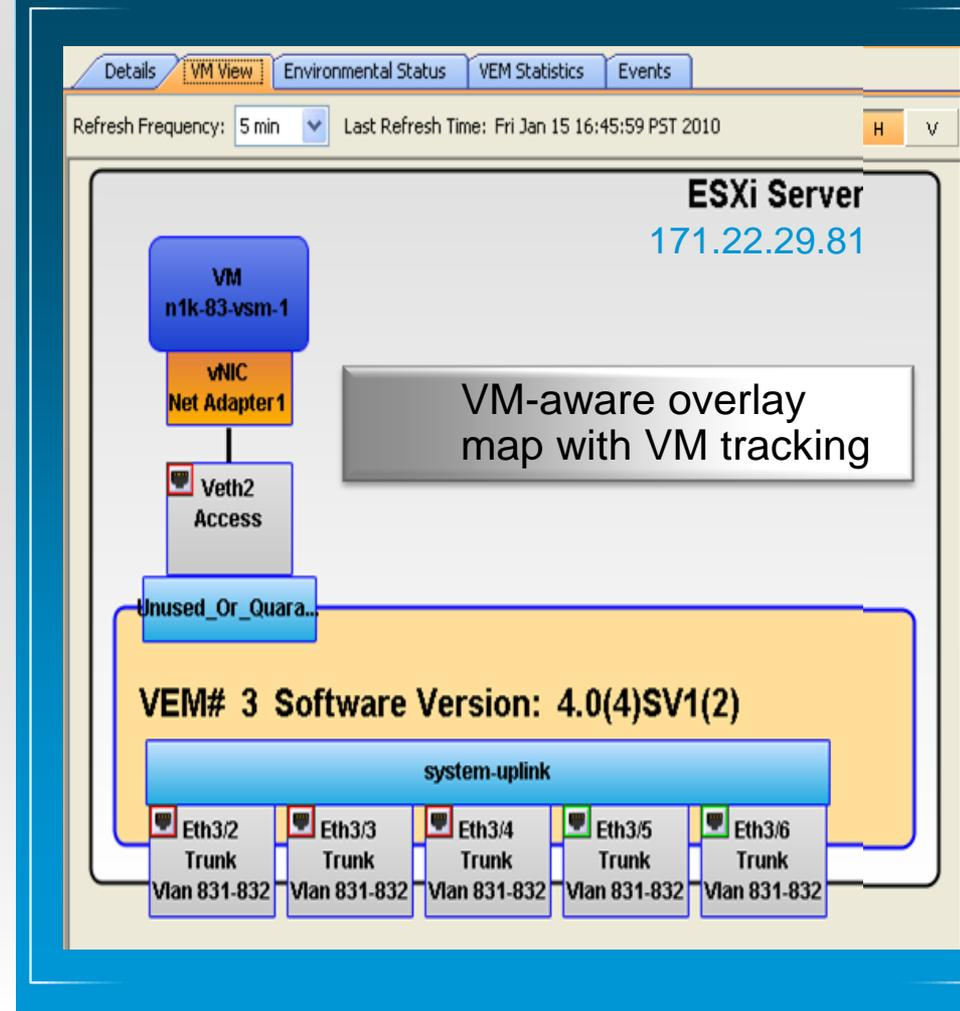 Details VM View Environmental Status VEM Statistics Events
Refresh Frequency: 5 min Last Refresh Time: Fri Jan 15 16:45:59 PST 2010 H V
ESXi Server
171.22.29.81
VM
n1k-83-vsm-1
vNIC
Net Adapter1
VM-aware overlay
map with VM tracking
Veth2
Access
Unused_Or_Quara...
VEM# 3 Software Version: 4.0(4)SV1(2)
system-uplink
Eth3/2 Eth3/3 Eth3/4 Eth3/5 Eth3/6
Trunk Trunk Trunk Trunk Trunk
Vlan 831-832 Vlan 831-832 Vlan 831-832 Vlan 831-832 Vlan 831-832